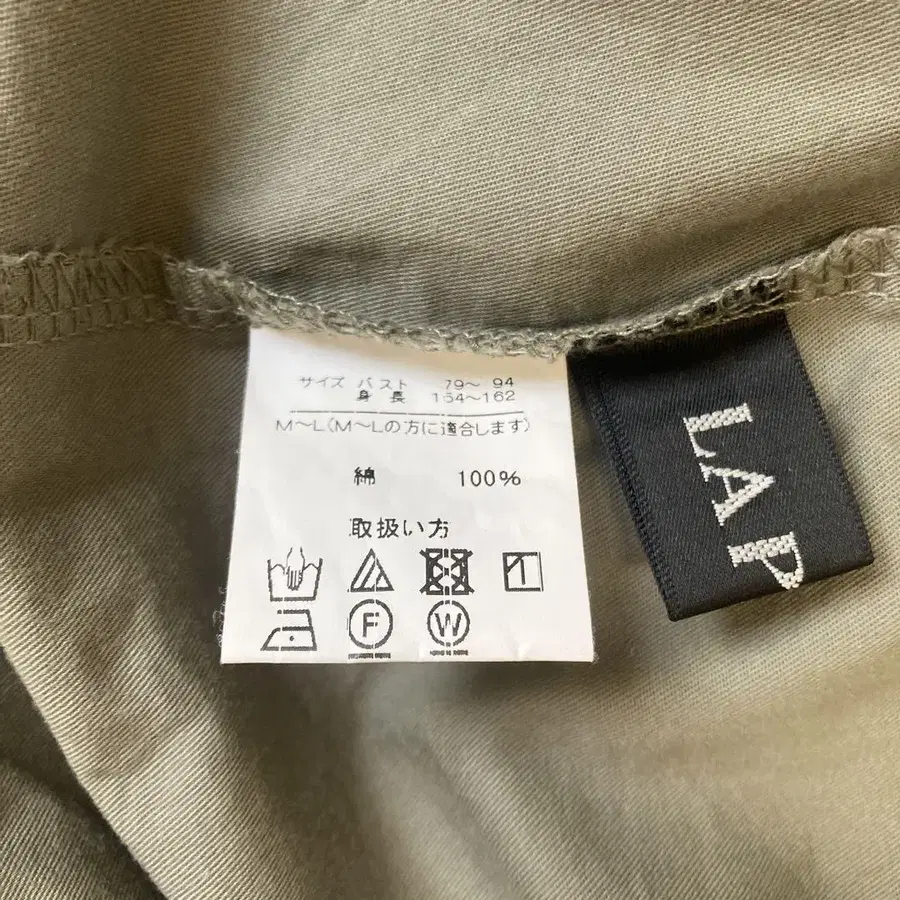 サイズ バスト 79〜 94
身 長 154〜162
M〜L(M〜Lの方に適合します)
綿 100%
取扱い方
F
W
LAP